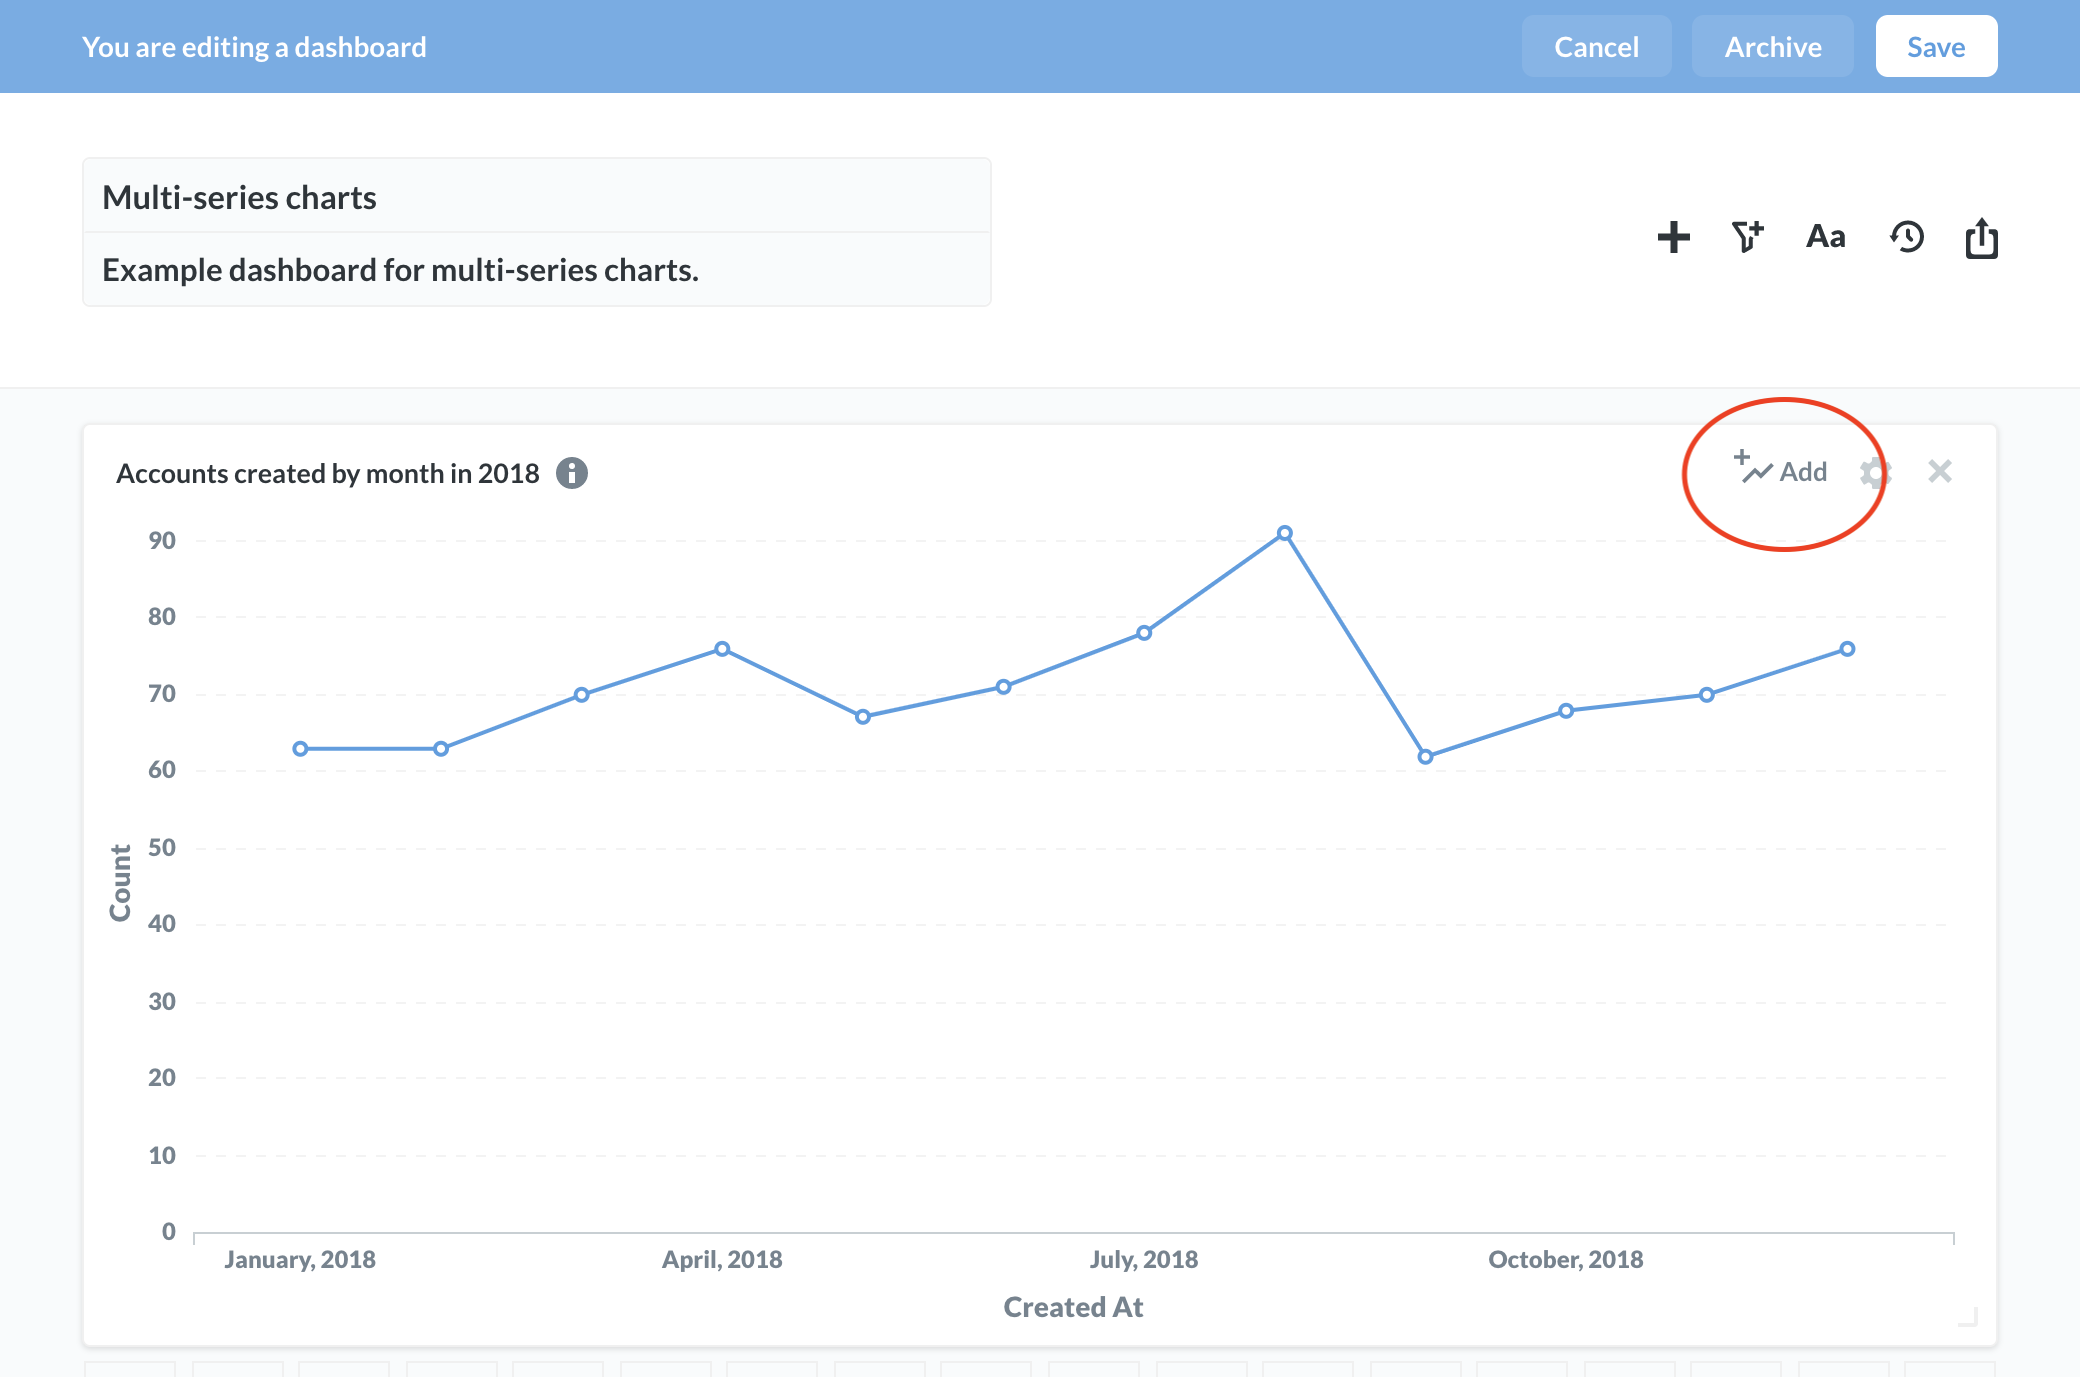 You are editing a dashboard
Cancel
Archive
Save
Multi-series charts
Example dashboard for multi-series charts.
Aa
Accounts created by month in 2018
Add
90
80
70
60
50
40
30
20
10
0
Count
January, 2018
April, 2018
July, 2018
October, 2018
Created At